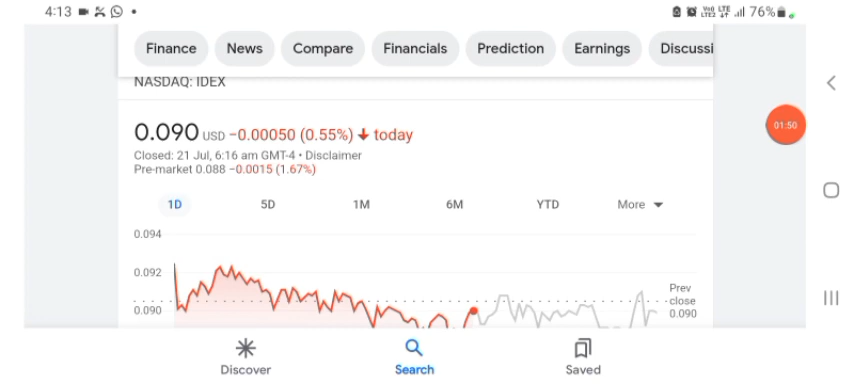 4:13 76%
01:50
Finance News Compare Financials Prediction Earnings Discussi
NASDAQ: IDEX
0.090 USD −0.00050 (0.55%) today
Closed: 21 Jul, 6:16 am GMT-4 • Disclaimer
Pre-market 0.088 −0.0015 (1.67%)
1D 5D 1M 6M YTD More
0.094
0.092
0.090
Prev
close
0.090
Discover Search Saved